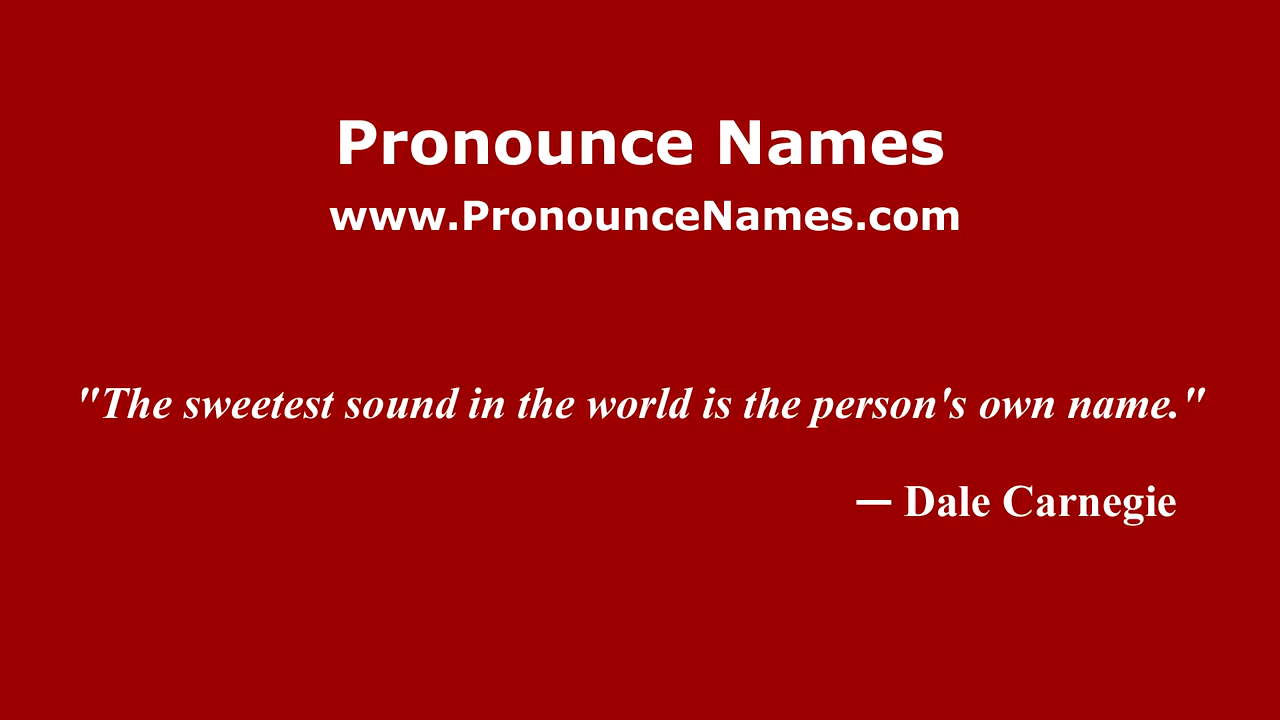 Pronounce Names
www.PronounceNames.com
"The sweetest sound in the world is the person's own name."
— Dale Carnegie